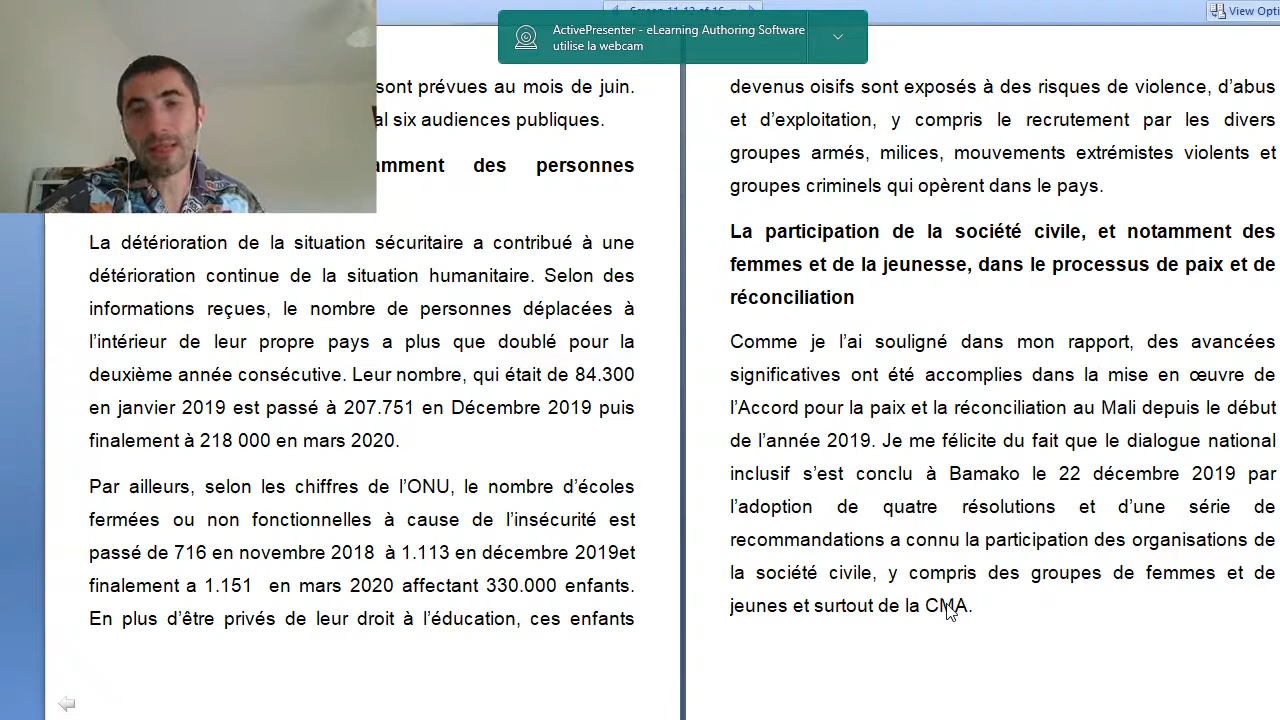 View Opti
ActivePresenter - eLearning Authoring Software
utilise la webcam
sont prévues au mois de juin.
al six audiences publiques.
amment des personnes
La détérioration de la situation sécuritaire a contribué à une
détérioration continue de la situation humanitaire. Selon des
informations reçues, le nombre de personnes déplacées à
l’intérieur de leur propre pays a plus que doublé pour la
deuxième année consécutive. Leur nombre, qui était de 84.300
en janvier 2019 est passé à 207.751 en Décembre 2019 puis
finalement à 218 000 en mars 2020.
Par ailleurs, selon les chiffres de l’ONU, le nombre d’écoles
fermées ou non fonctionnelles à cause de l’insécurité est
passé de 716 en novembre 2018 à 1.113 en décembre 2019et
finalement a 1.151 en mars 2020 affectant 330.000 enfants.
En plus d’être privés de leur droit à l’éducation, ces enfants
devenus oisifs sont exposés à des risques de violence, d’abus
et d’exploitation, y compris le recrutement par les divers
groupes armés, milices, mouvements extrémistes violents et
groupes criminels qui opèrent dans le pays.
La participation de la société civile, et notamment des
femmes et de la jeunesse, dans le processus de paix et de
réconciliation
Comme je l’ai souligné dans mon rapport, des avancées
significatives ont été accomplies dans la mise en œuvre de
l’Accord pour la paix et la réconciliation au Mali depuis le début
de l’année 2019. Je me félicite du fait que le dialogue national
inclusif s’est conclu à Bamako le 22 décembre 2019 par
l’adoption de quatre résolutions et d’une série de
recommandations a connu la participation des organisations de
la société civile, y compris des groupes de femmes et de
jeunes et surtout de la CMA.